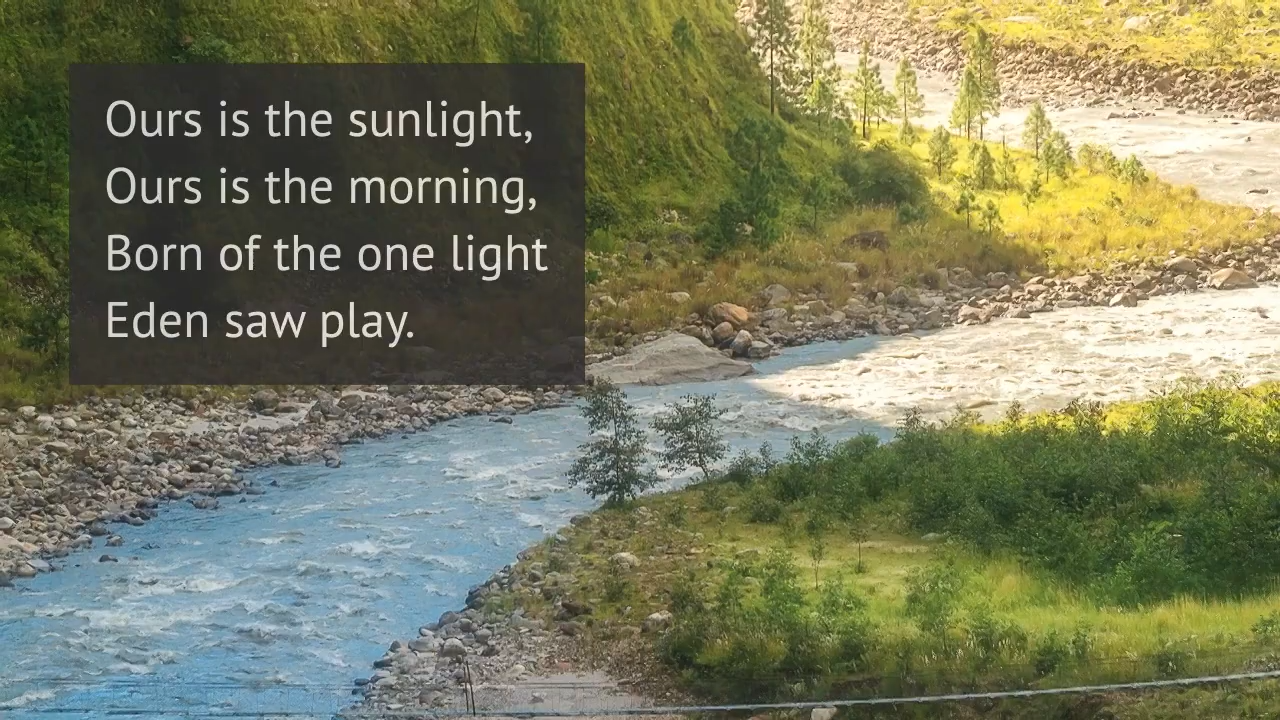 Ours is the sunlight,
Ours is the morning,
Born of the one light
Eden saw play.